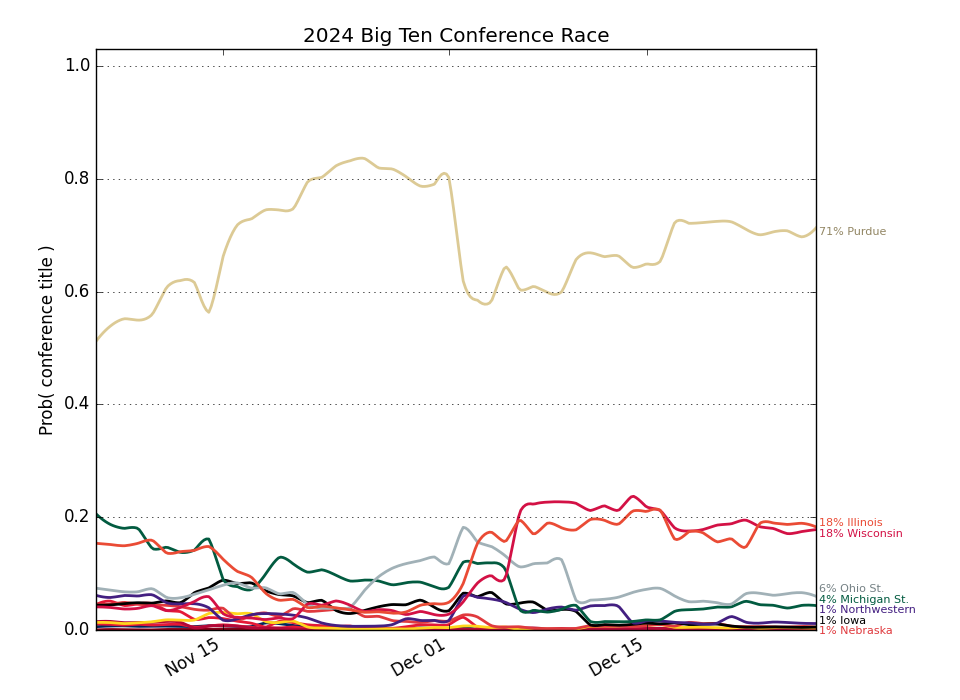 2024 Big Ten Conference Race
Prob( conference title )
1.0
0.8
0.6
0.4
0.2
0.0
Nov 15
Dec 01
Dec 15
71% Purdue
18% Illinois
18% Wisconsin
6% Ohio St.
4% Michigan St.
1% Northwestern
1% Iowa
1% Nebraska